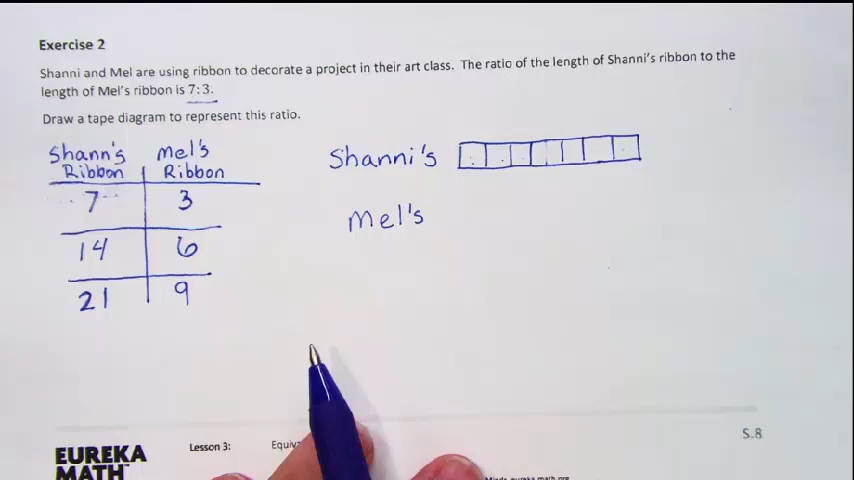 Exercise 2
Shanni and Mel are using ribbon to decorate a project in their art class. The ratio of the length of Shanni's ribbon to the
length of Mel's ribbon is 7:3.
Draw a tape diagram to represent this ratio.
Shann's Mel's
Ribbon Ribbon
7 3
14 6
21 9
Shanni's
Mel's
S.8
EUREKA
MATH™
Lesson 3: